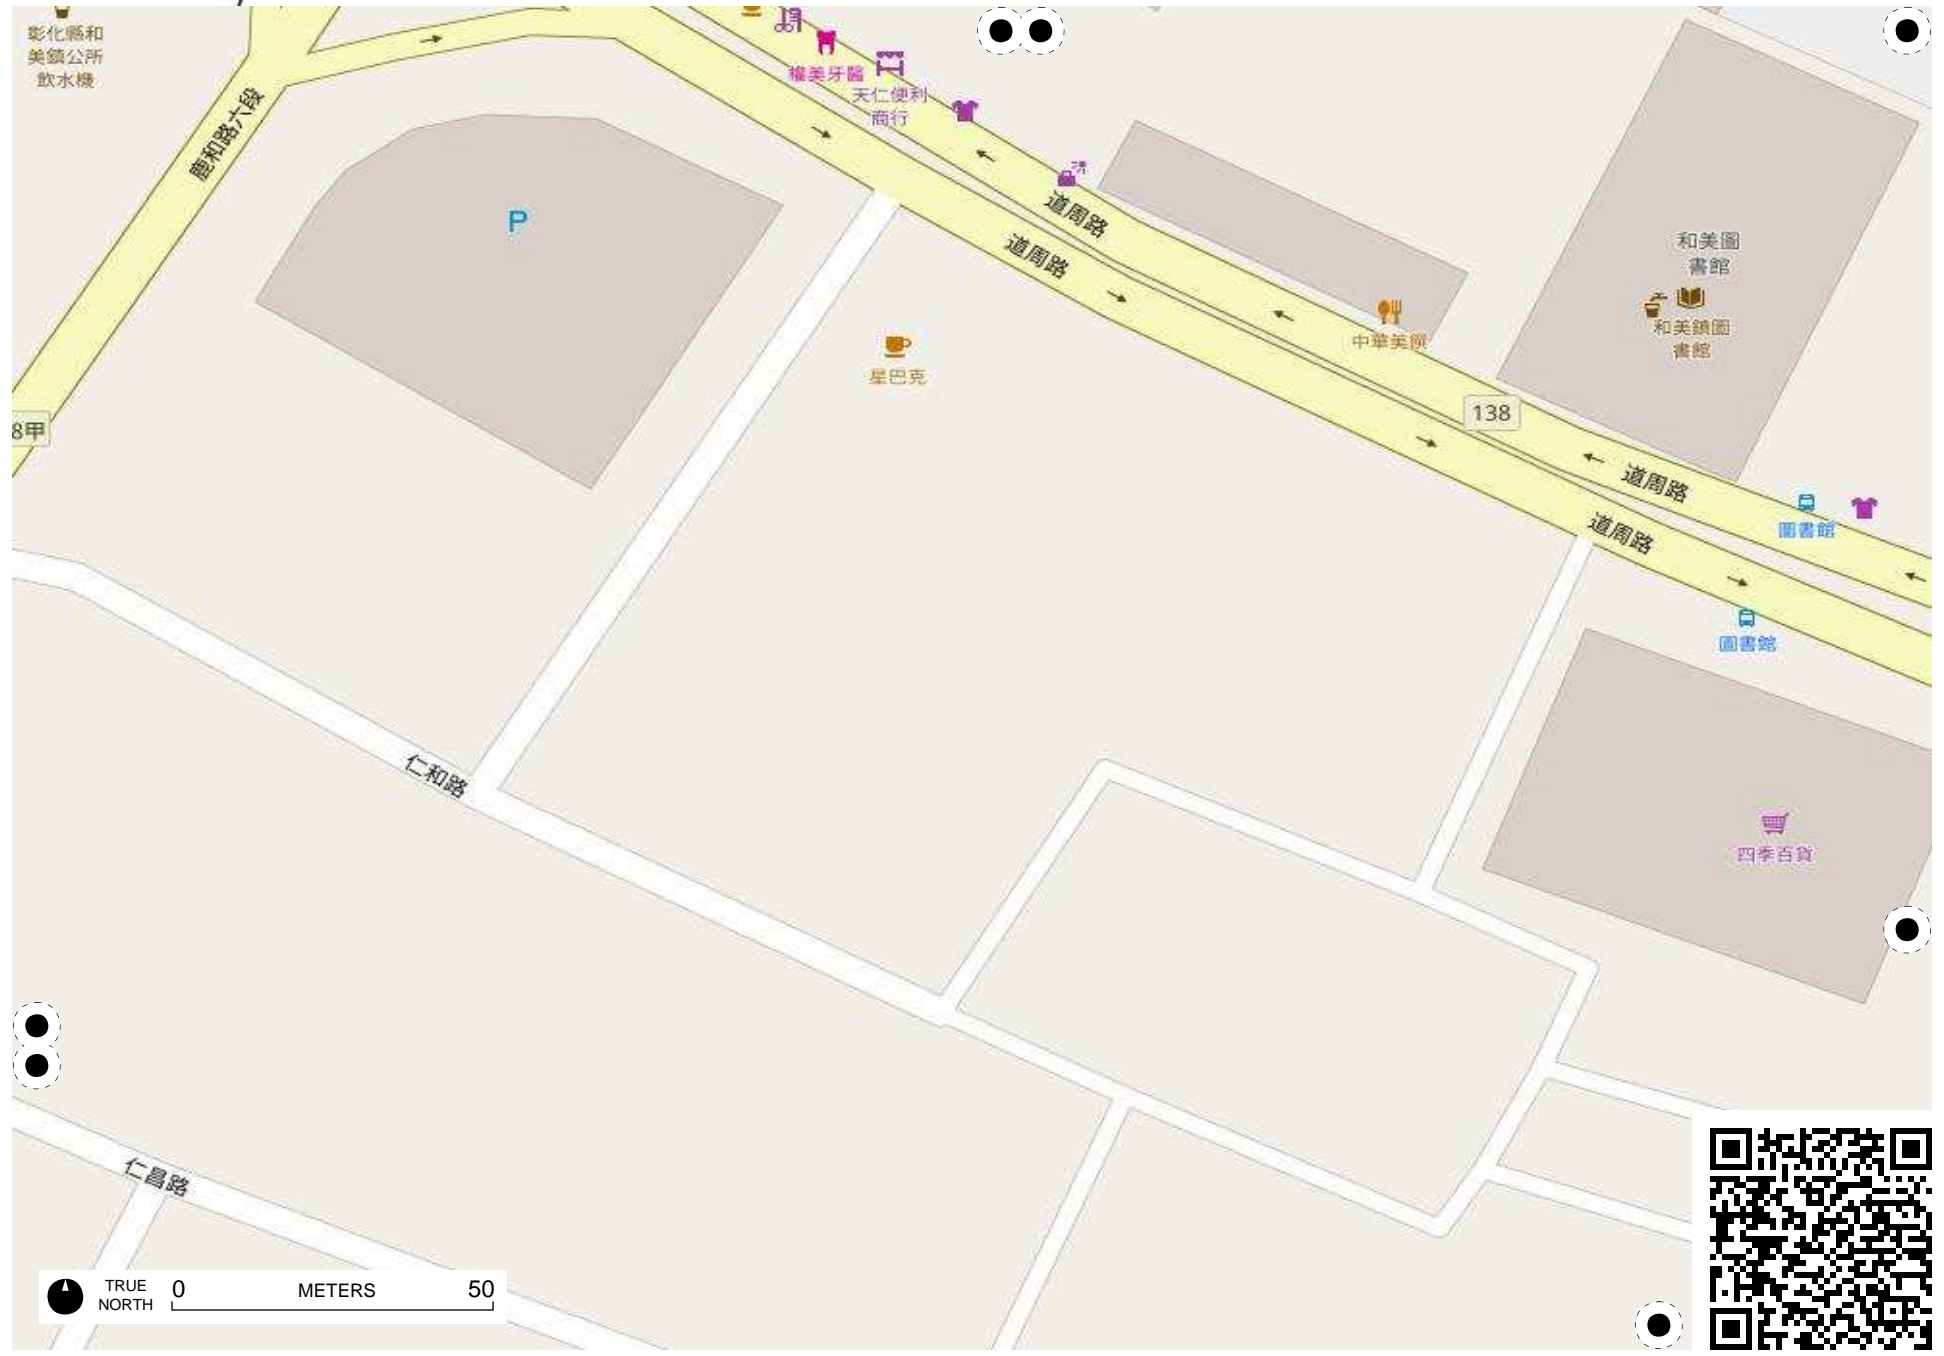 彰化縣和
美鎮公所
飲水機
鹿和路六段
P
權美牙醫
天仁便利
商行
道周路
道周路
星巴克
中華美饌
和美圖
書館
和美鎮圖
書館
138
8甲
道周路
道周路
圖書館
圖書館
四季百貨
仁和路
仁昌路
TRUE
NORTH
0 METERS 50